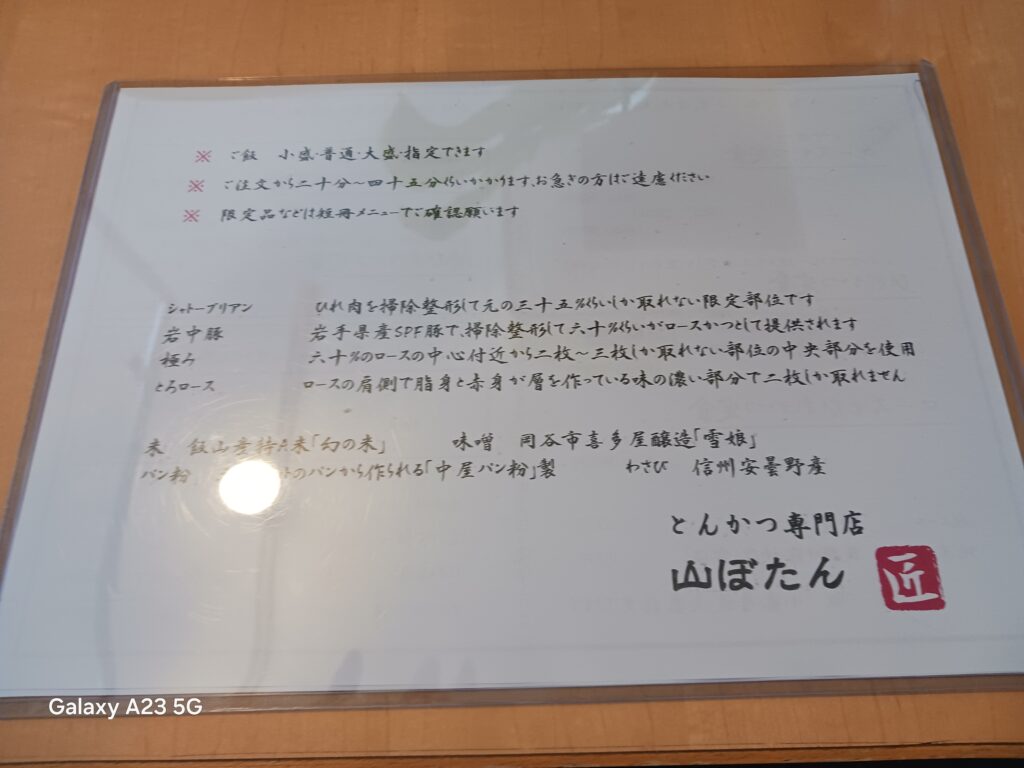 ※ ご飯 小盛・普通・大盛・指定できます
※ ご注文から二十分～四十五分くらいかかります、お急ぎの方はご遠慮ください
※ 限定品などは短冊メニューでご確認願います
シャトーブリアン ひれ肉を掃除整形して元の三十五%くらいしか取れない限定部位です
岩中豚 岩手県産SPF豚で、掃除整形して六十%くらいがロースかつとして提供されます
極み 六十%のロースの中心付近から二枚～三枚しか取れない部位の中央部分を使用
とろロース ロースの肩側で脂身と赤身が層を作っている味の濃い部分で二枚しか取れません
米 飯山産特A米「幻の米」 味噌 岡谷市喜多屋醸造「雪娘」
パン粉 のパンから作られる「中屋パン粉」製 わさび 信州安曇野産
とんかつ専門店
山ぼたん
匠
Galaxy A23 5G